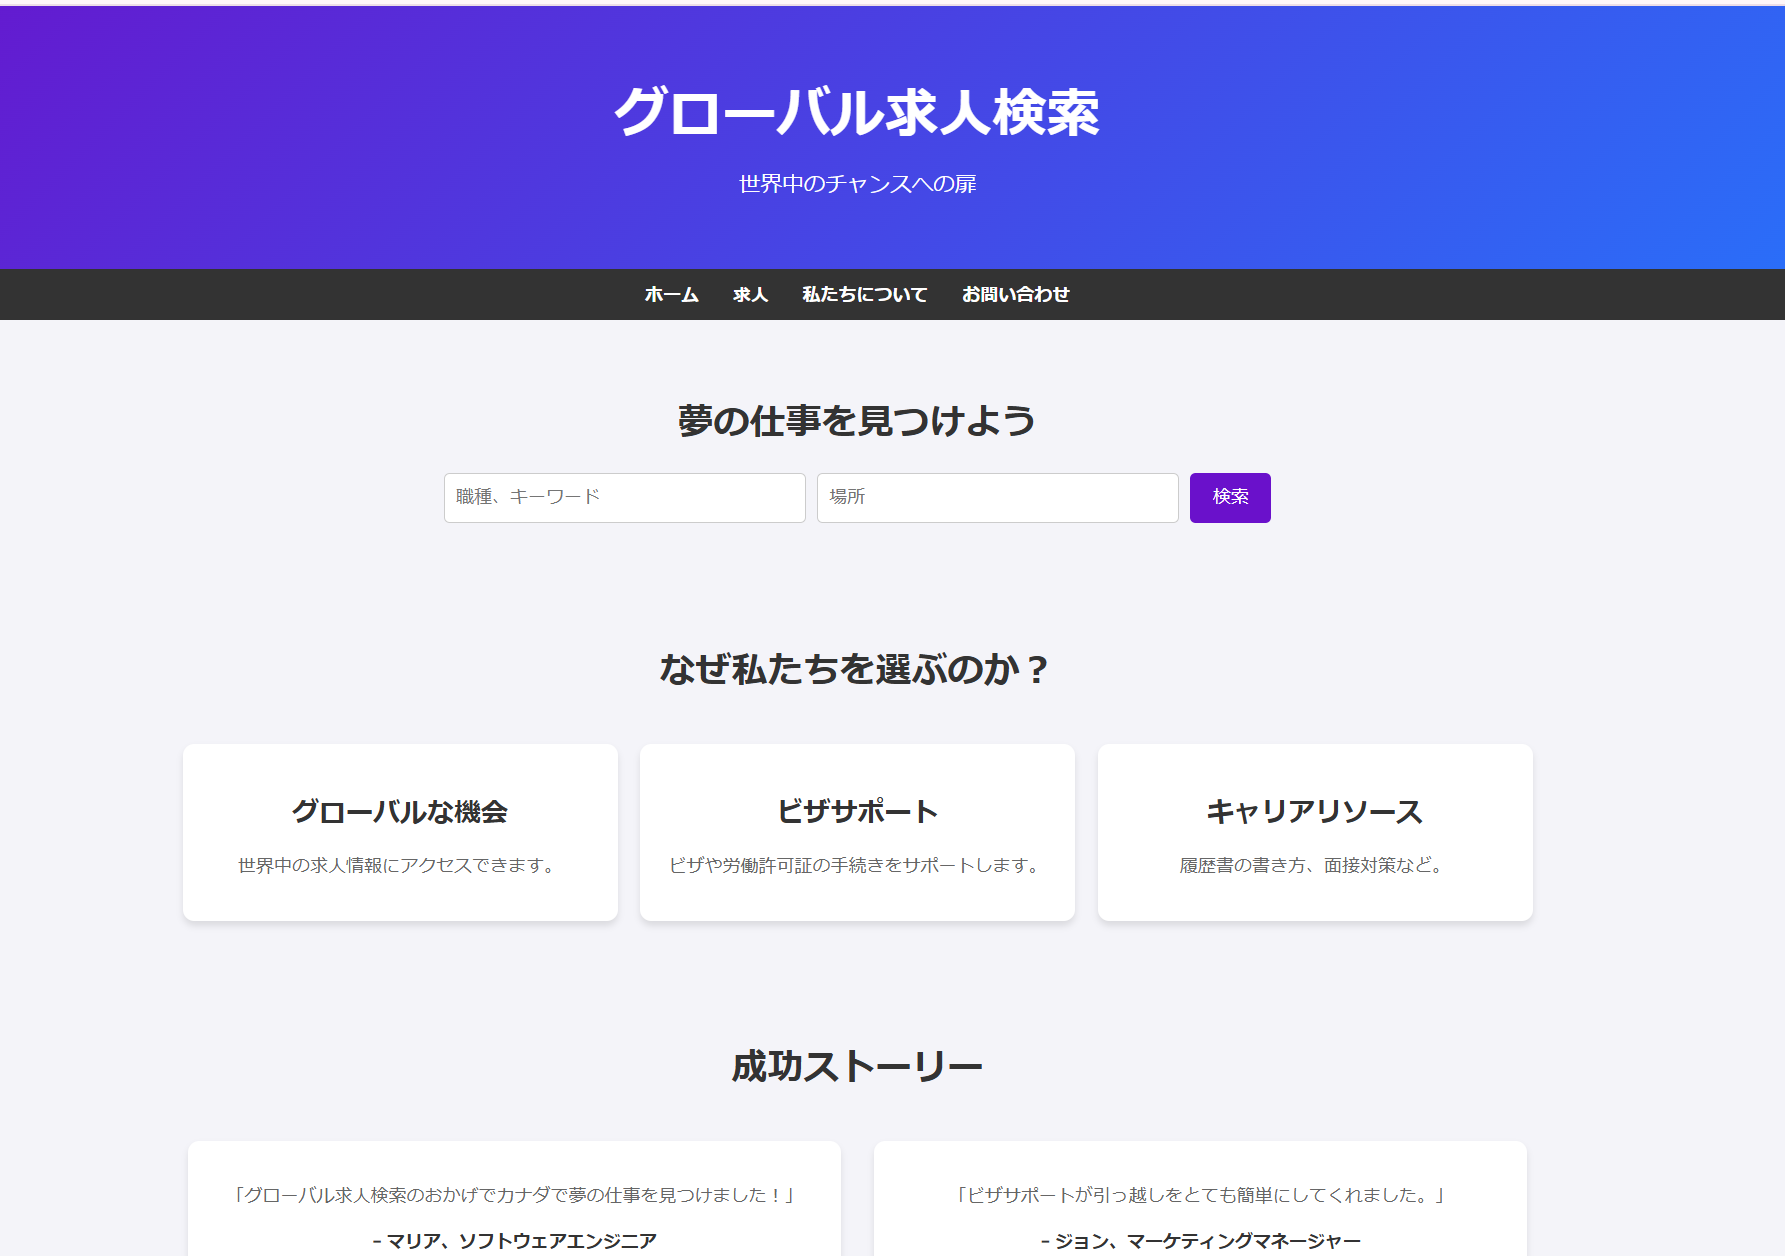 グローバル求人検索
世界中のチャンスへの扉
ホーム 求人 私たちについて お問い合わせ
夢の仕事を見つけよう
職種、キーワード 場所 検索
なぜ私たちを選ぶのか？
グローバルな機会
世界中の求人情報にアクセスできます。
ビザサポート
ビザや労働許可証の手続きをサポートします。
キャリアリソース
履歴書の書き方、面接対策など。
成功ストーリー
「グローバル求人検索のおかげでカナダで夢の仕事を見つけました！」
- マリア、ソフトウェアエンジニア
「ビザサポートが引っ越しをとても簡単にしてくれました。」
- ジョン、マーケティングマネージャー